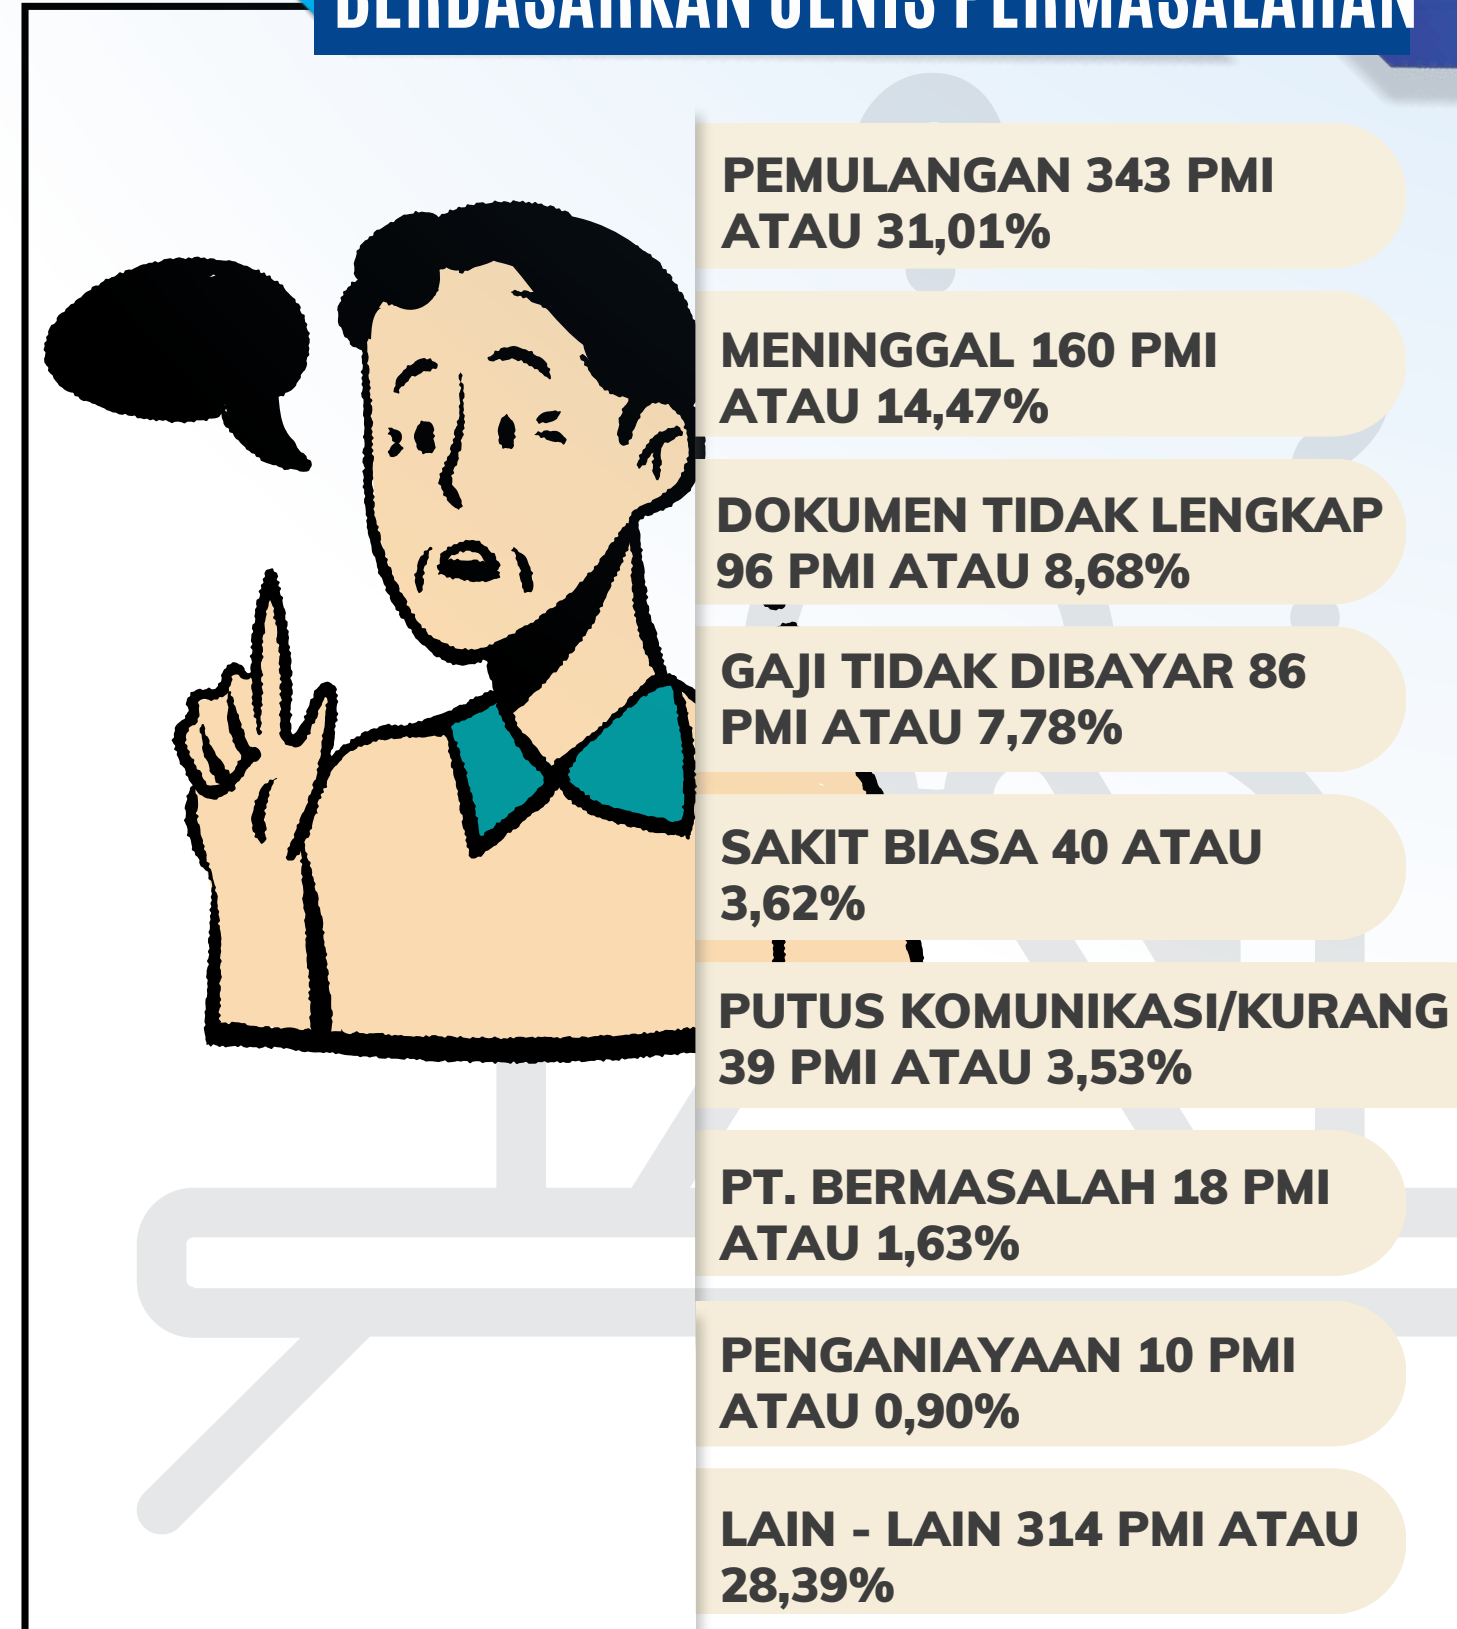 BERDASARKAN JENIS PERMASALAHAN
PEMULANGAN 343 PMI
ATAU 31,01%
MENINGGAL 160 PMI
ATAU 14,47%
DOKUMEN TIDAK LENGKAP
96 PMI ATAU 8,68%
GAJI TIDAK DIBAYAR 86
PMI ATAU 7,78%
SAKIT BIASA 40 ATAU
3,62%
PUTUS KOMUNIKASI/KURANG
39 PMI ATAU 3,53%
PT. BERMASALAH 18 PMI
ATAU 1,63%
PENGANIAYAAN 10 PMI
ATAU 0,90%
LAIN - LAIN 314 PMI ATAU
28,39%